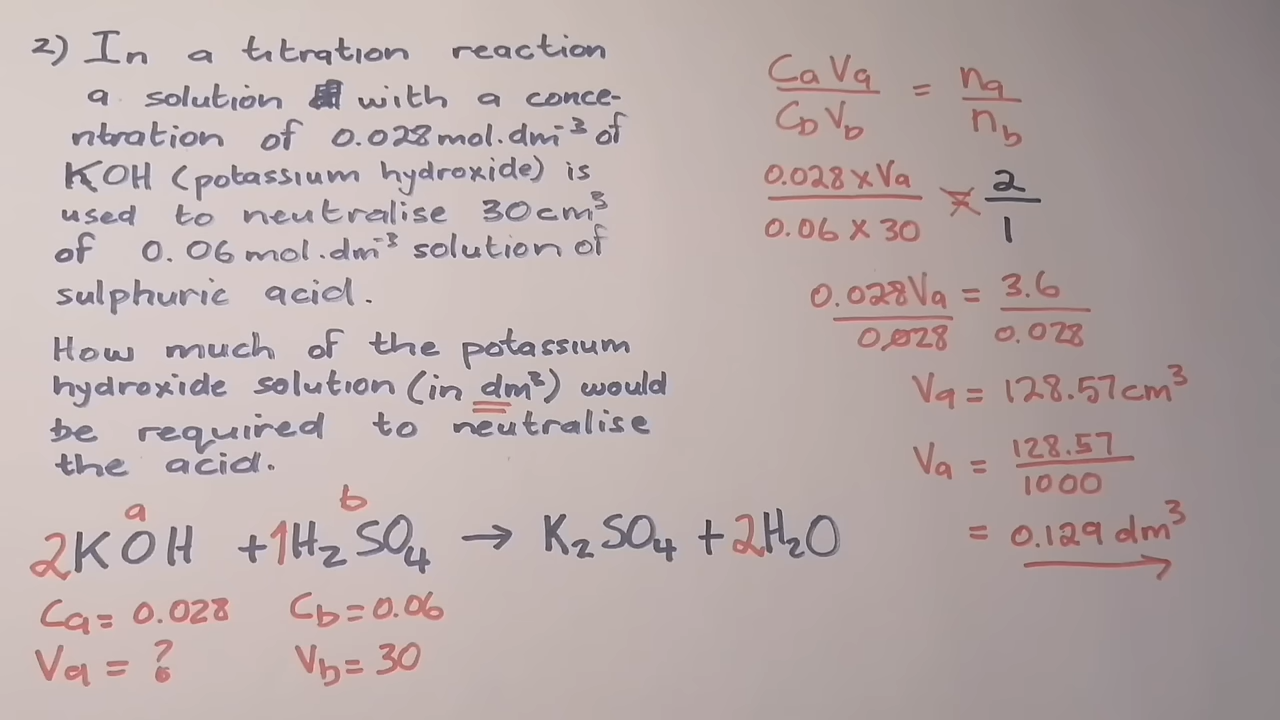 2) In a titration reaction
a solution with a conce-
ntration of 0.028 mol.dm⁻³ of
KOH (potassium hydroxide) is
used to neutralise 30cm³
of 0.06 mol.dm⁻³ solution of
sulphuric acid.
How much of the potassium
hydroxide solution (in dm³) would
be required to neutralise
the acid.
a b
2KOH + 1H₂SO₄ → K₂SO₄ + 2H₂O
Ca = 0.028 Cb = 0.06
Va = ? Vb = 30
CaVa / CbVb = na / nb
0.028 x Va / 0.06 x 30 = 2 / 1
0.028Va / 0.028 = 3.6 / 0.028
Va = 128.57cm³
Va = 128.57 / 1000
= 0.129 dm³